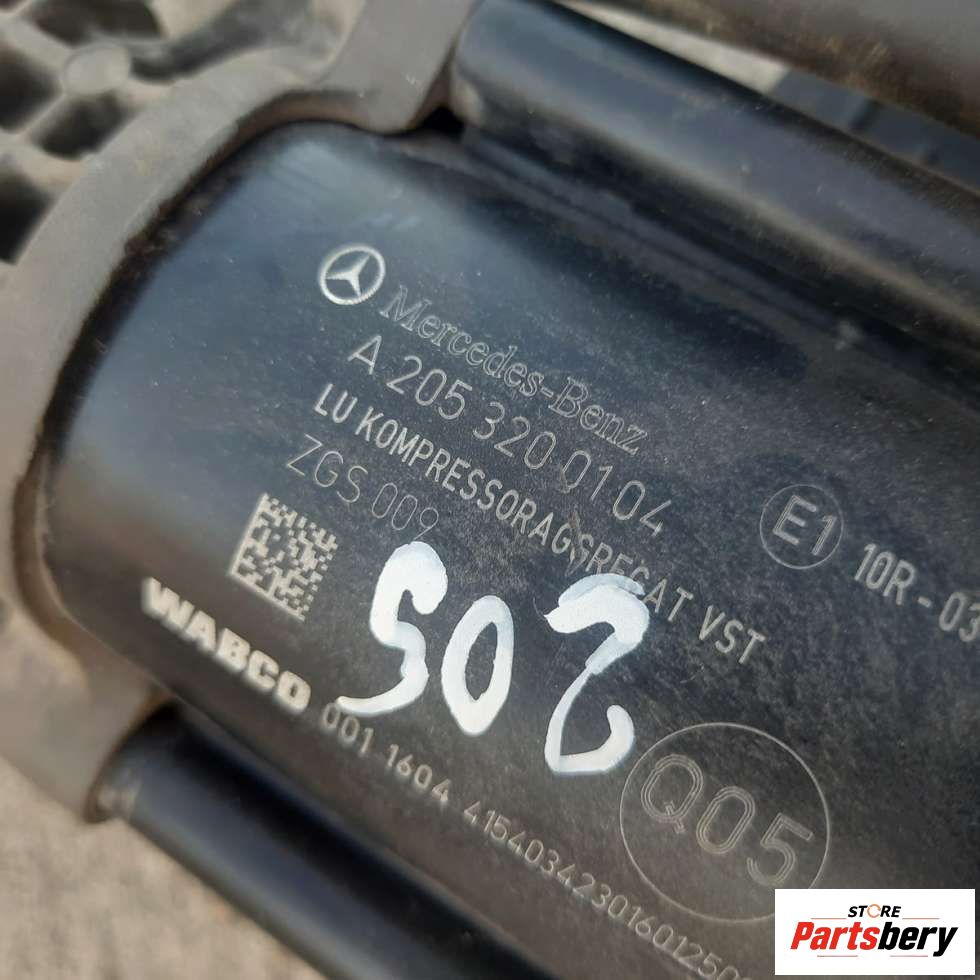 Mercedes-Benz
A 205 320 01 04
LU KOMPRESSORAGGREGAT VST
ZGS 009
E1
10R-03
502
WABCO
001 1604 415403423016012500
Q05
STORE
Partsbery